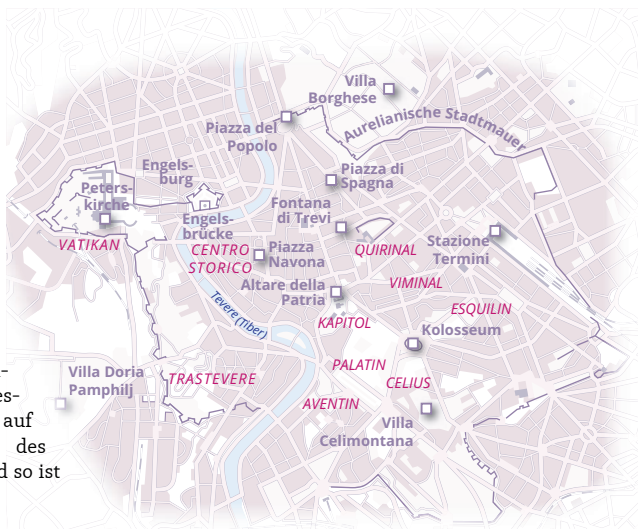 Villa
Borghese
Aurelianische Stadtmauer
Piazza del
Popolo
Engels-
burg
Piazza di
Spagna
Peters-
kirche
Fontana
di Trevi
Engels-
brücke
VATIKAN
CENTRO
STORICO
Piazza
Navona
QUIRINAL
Stazione
Termini
VIMINAL
Altare della
Patria
Tevere (Tiber)
ESQUILIN
KAPITOL
Kolosseum
PALATIN
Villa Doria
Pamphilj
TRASTEVERE
CELIUS
AVENTIN
Villa
Celimontana
es-
auf
des
d so ist